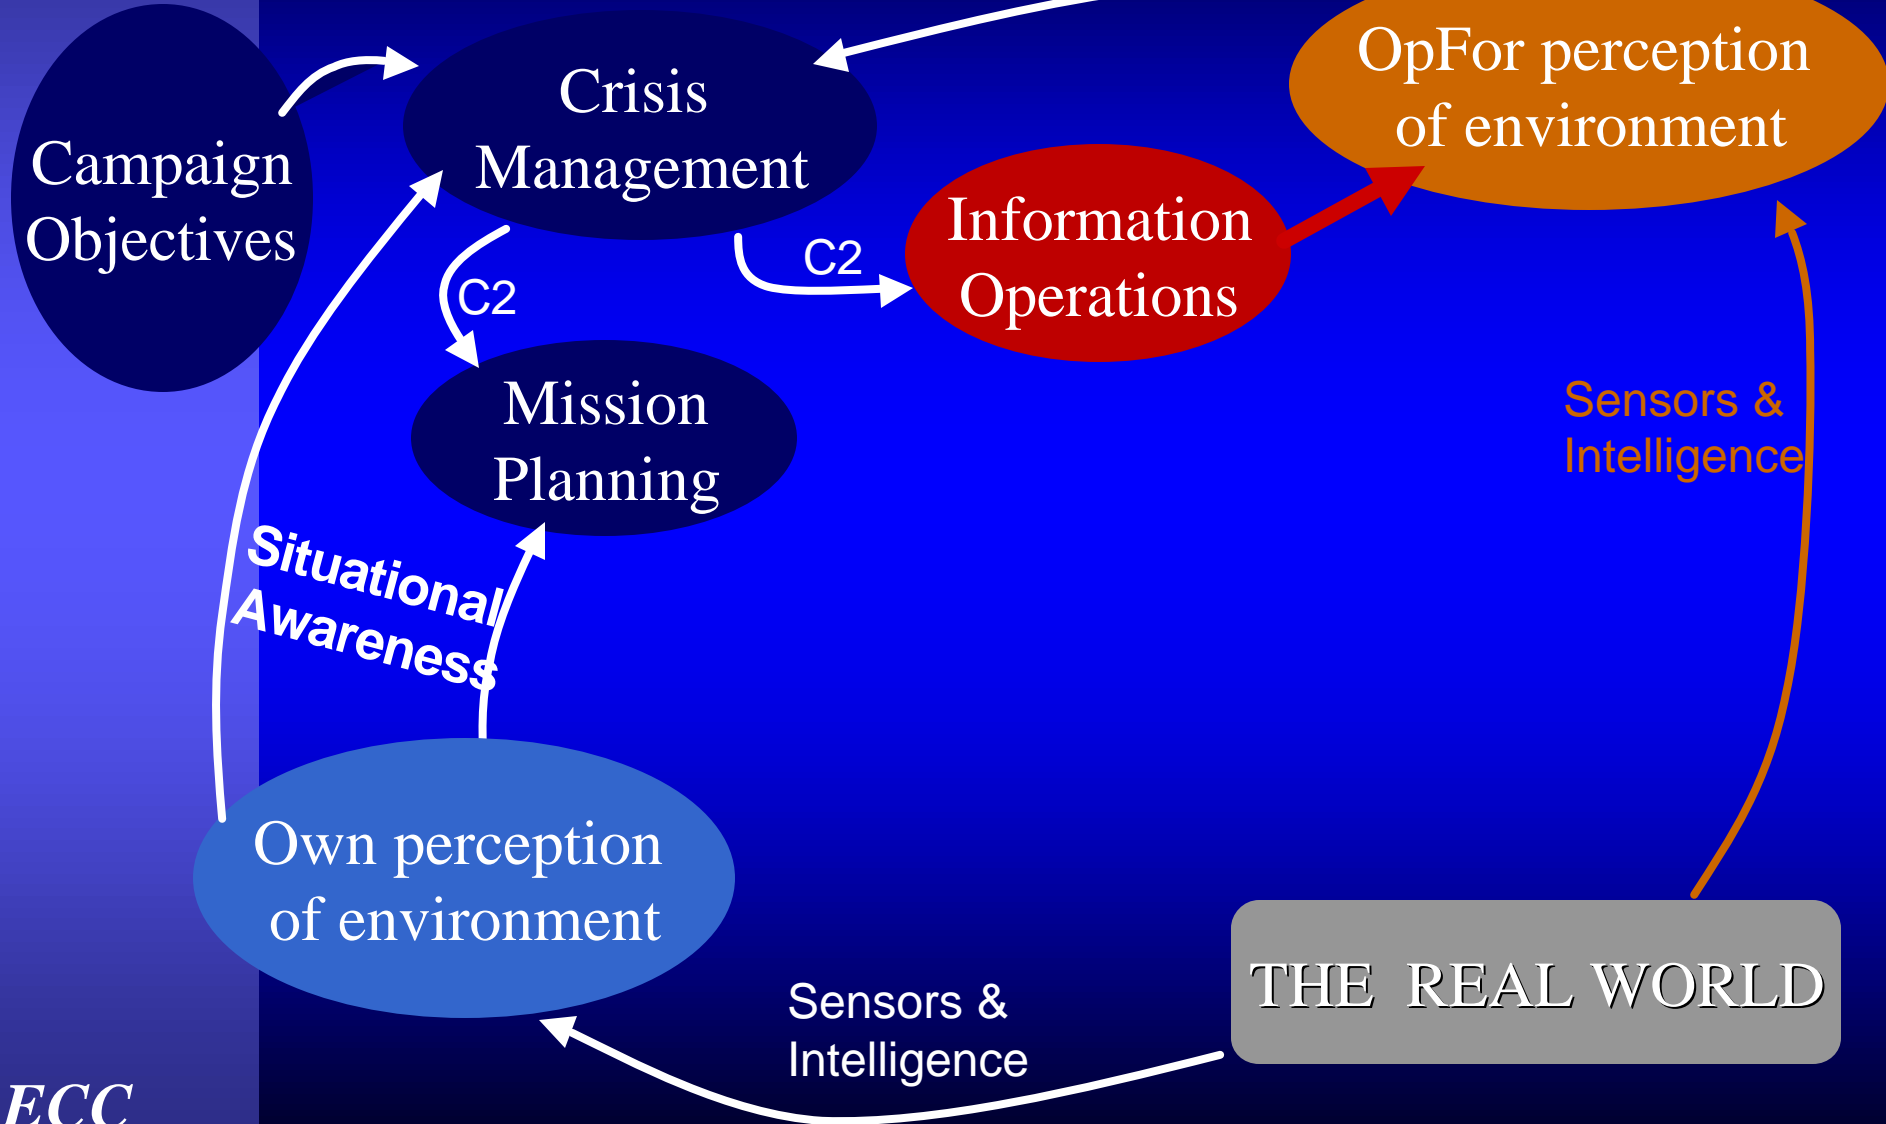 OpFor perception
of environment
Crisis
Management
Campaign
Objectives
Information
Operations
C2
C2
Mission
Planning
Sensors &
Intelligence
Situational
Awareness
Own perception
of environment
THE REAL WORLD
Sensors &
Intelligence
ECC